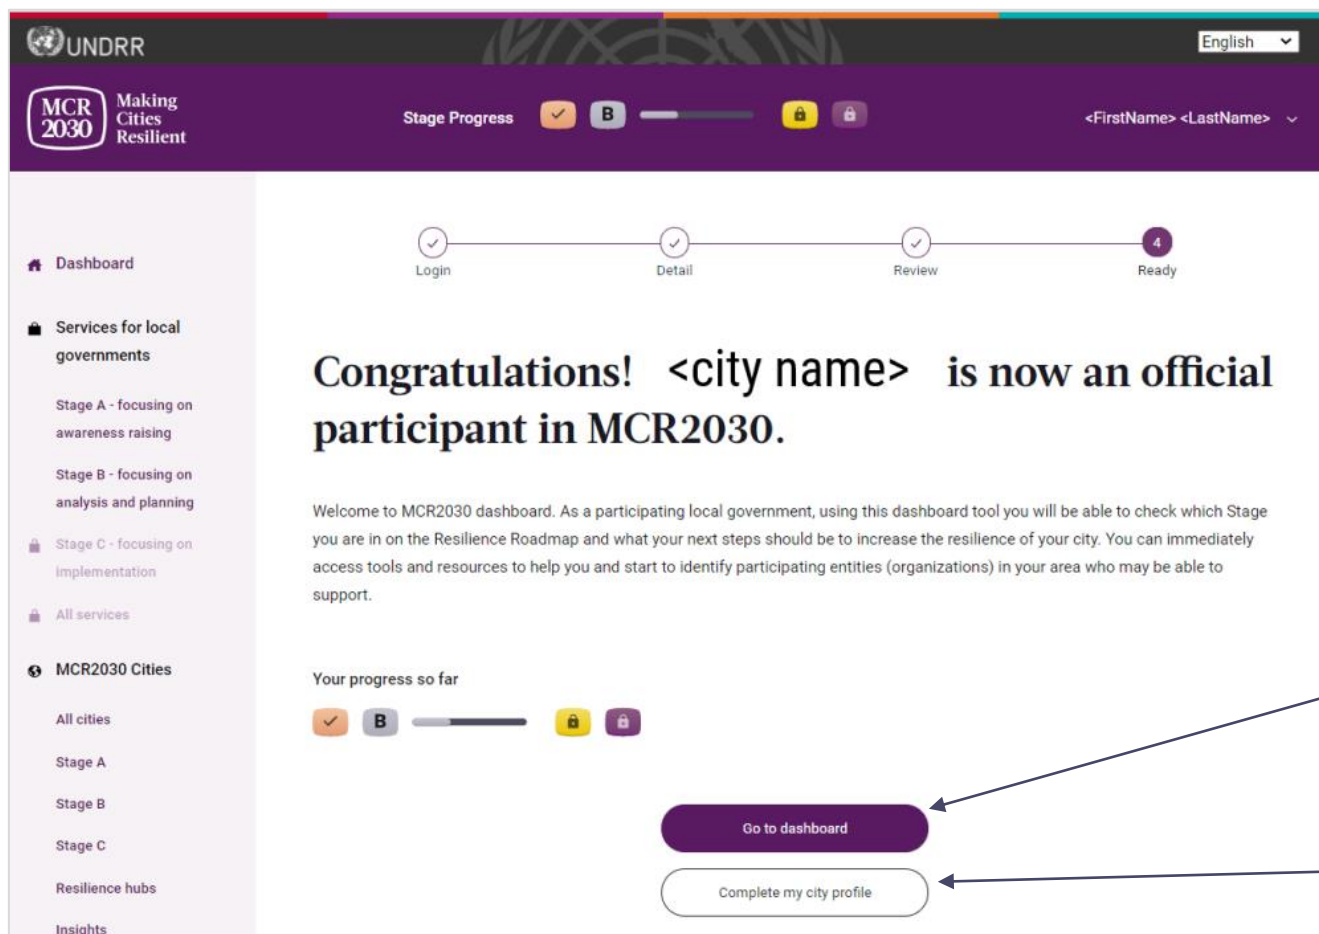 UNDRR
English
MCR
2030
Making
Cities
Resilient
Stage Progress
B
<FirstName> <LastName>
Dashboard
Services for local
governments
Stage A - focusing on
awareness raising
Stage B - focusing on
analysis and planning
Stage C - focusing on
implementation
All services
MCR2030 Cities
All cities
Stage A
Stage B
Stage C
Resilience hubs
Insights
Login
Detail
Review
4
Ready
Congratulations! <city name> is now an official
participant in MCR2030.
Welcome to MCR2030 dashboard. As a participating local government, using this dashboard tool you will be able to check which Stage
you are in on the Resilience Roadmap and what your next steps should be to increase the resilience of your city. You can immediately
access tools and resources to help you and start to identify participating entities (organizations) in your area who may be able to
support.
Your progress so far
B
Go to dashboard
Complete my city profile